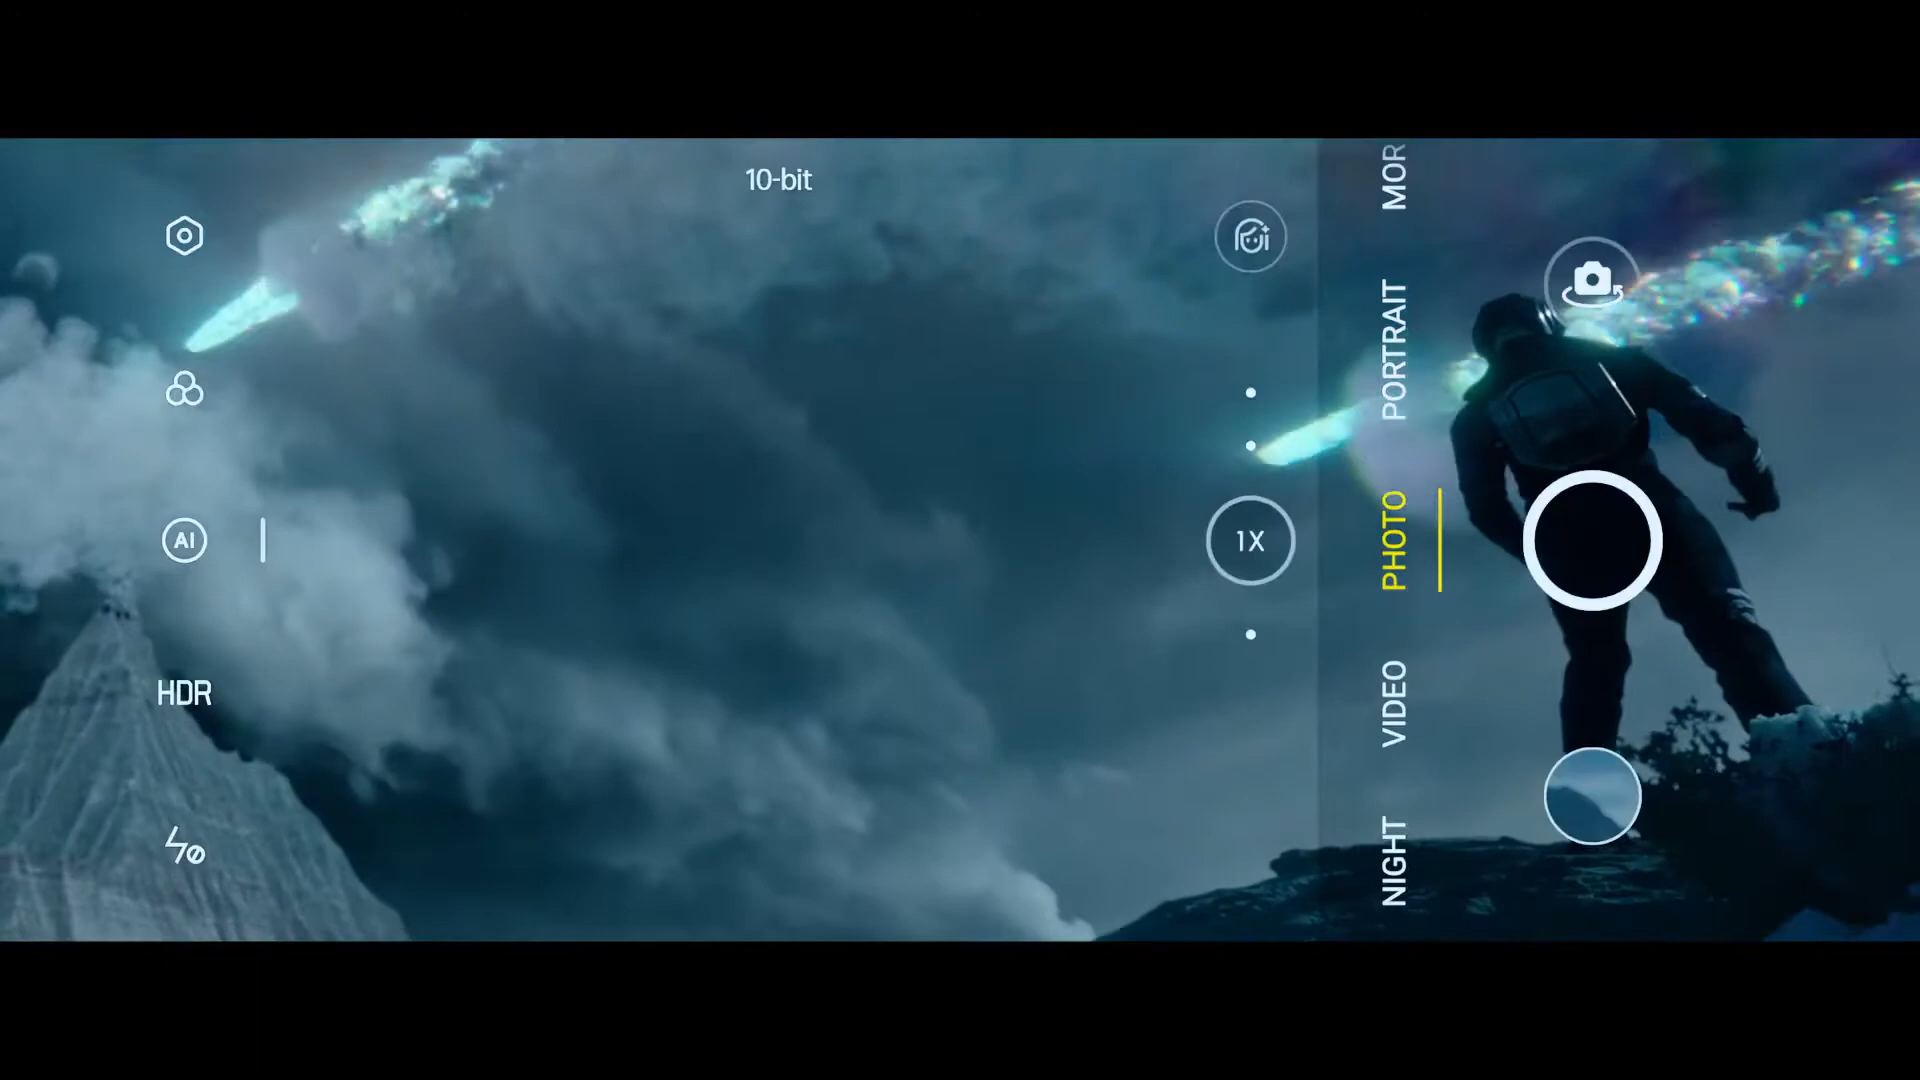 10-bit
AI
HDR
1X
MOR
PORTRAIT
PHOTO
VIDEO
NIGHT